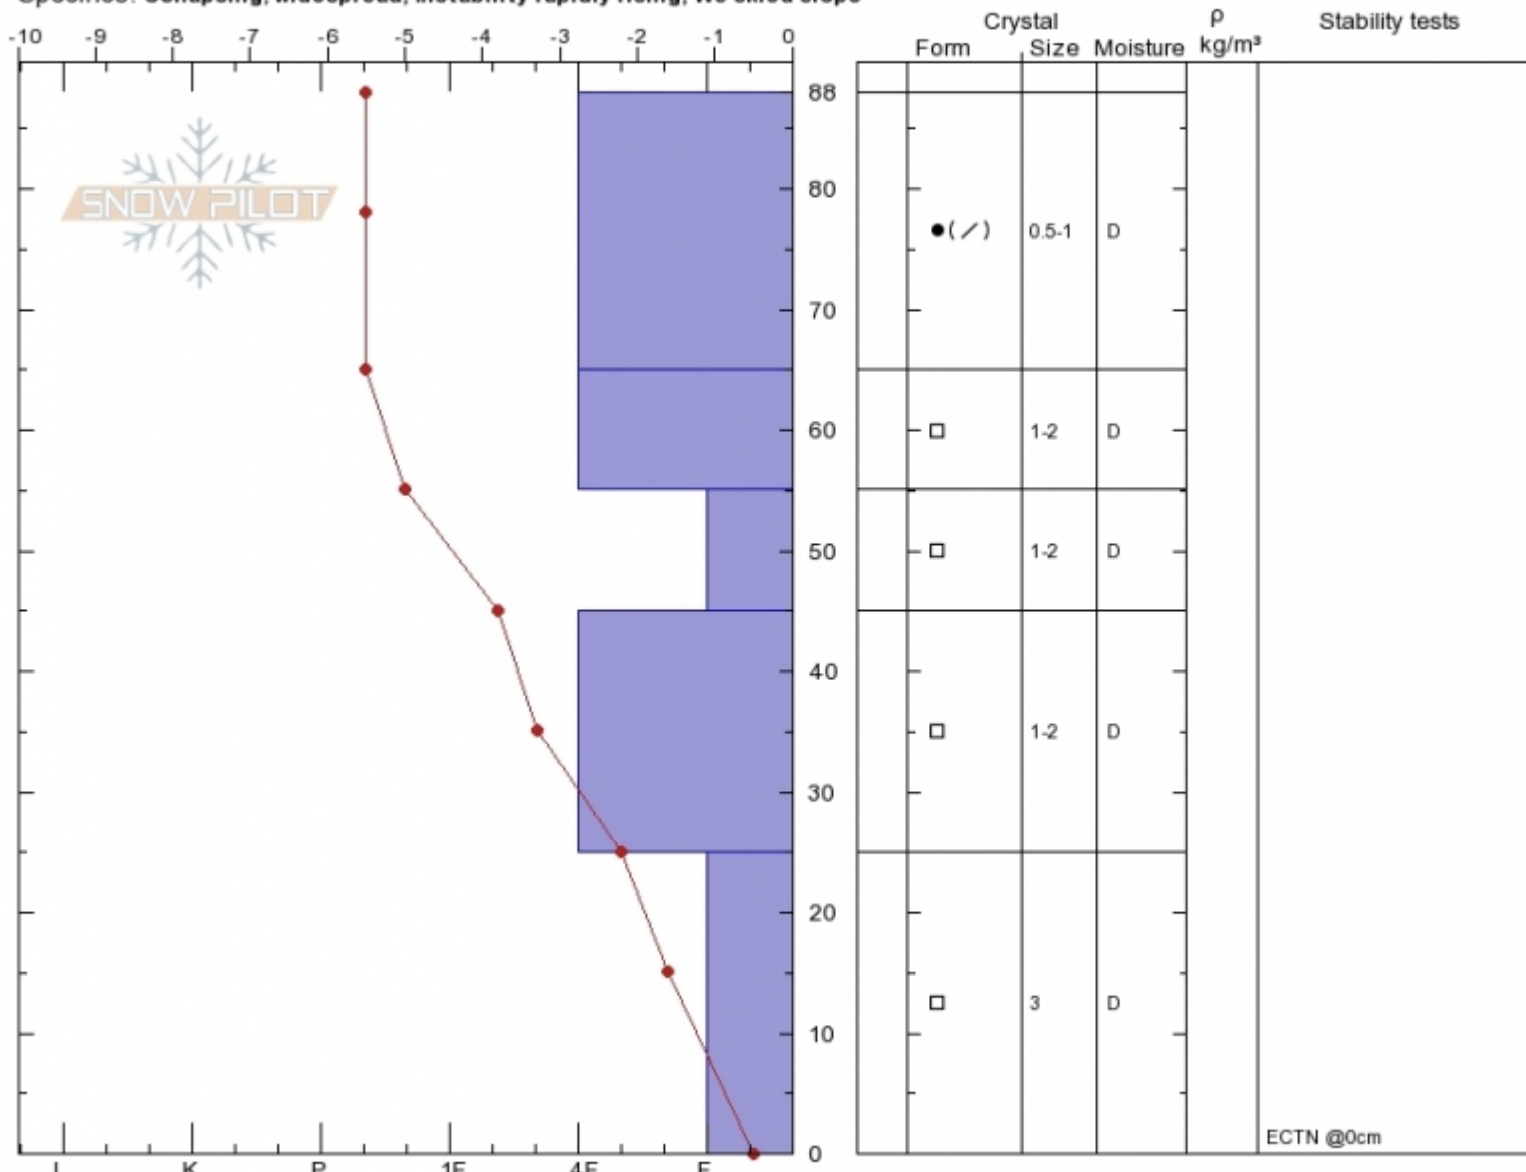 Specifics: Collapsing, widespread, Instability rapidly rising, We skied slope
-10 -9 -8 -7 -6 -5 -4 -3 -2 -1 0
Crystal ρ Stability tests
Form Size Moisture kg/m³
88
SNOW PILOT
80
0.5-1 D
70
60
1-2 D
50
1-2 D
40
1-2 D
30
20
10
3 D
ECTN @0cm
0
I K P 1F 4F F